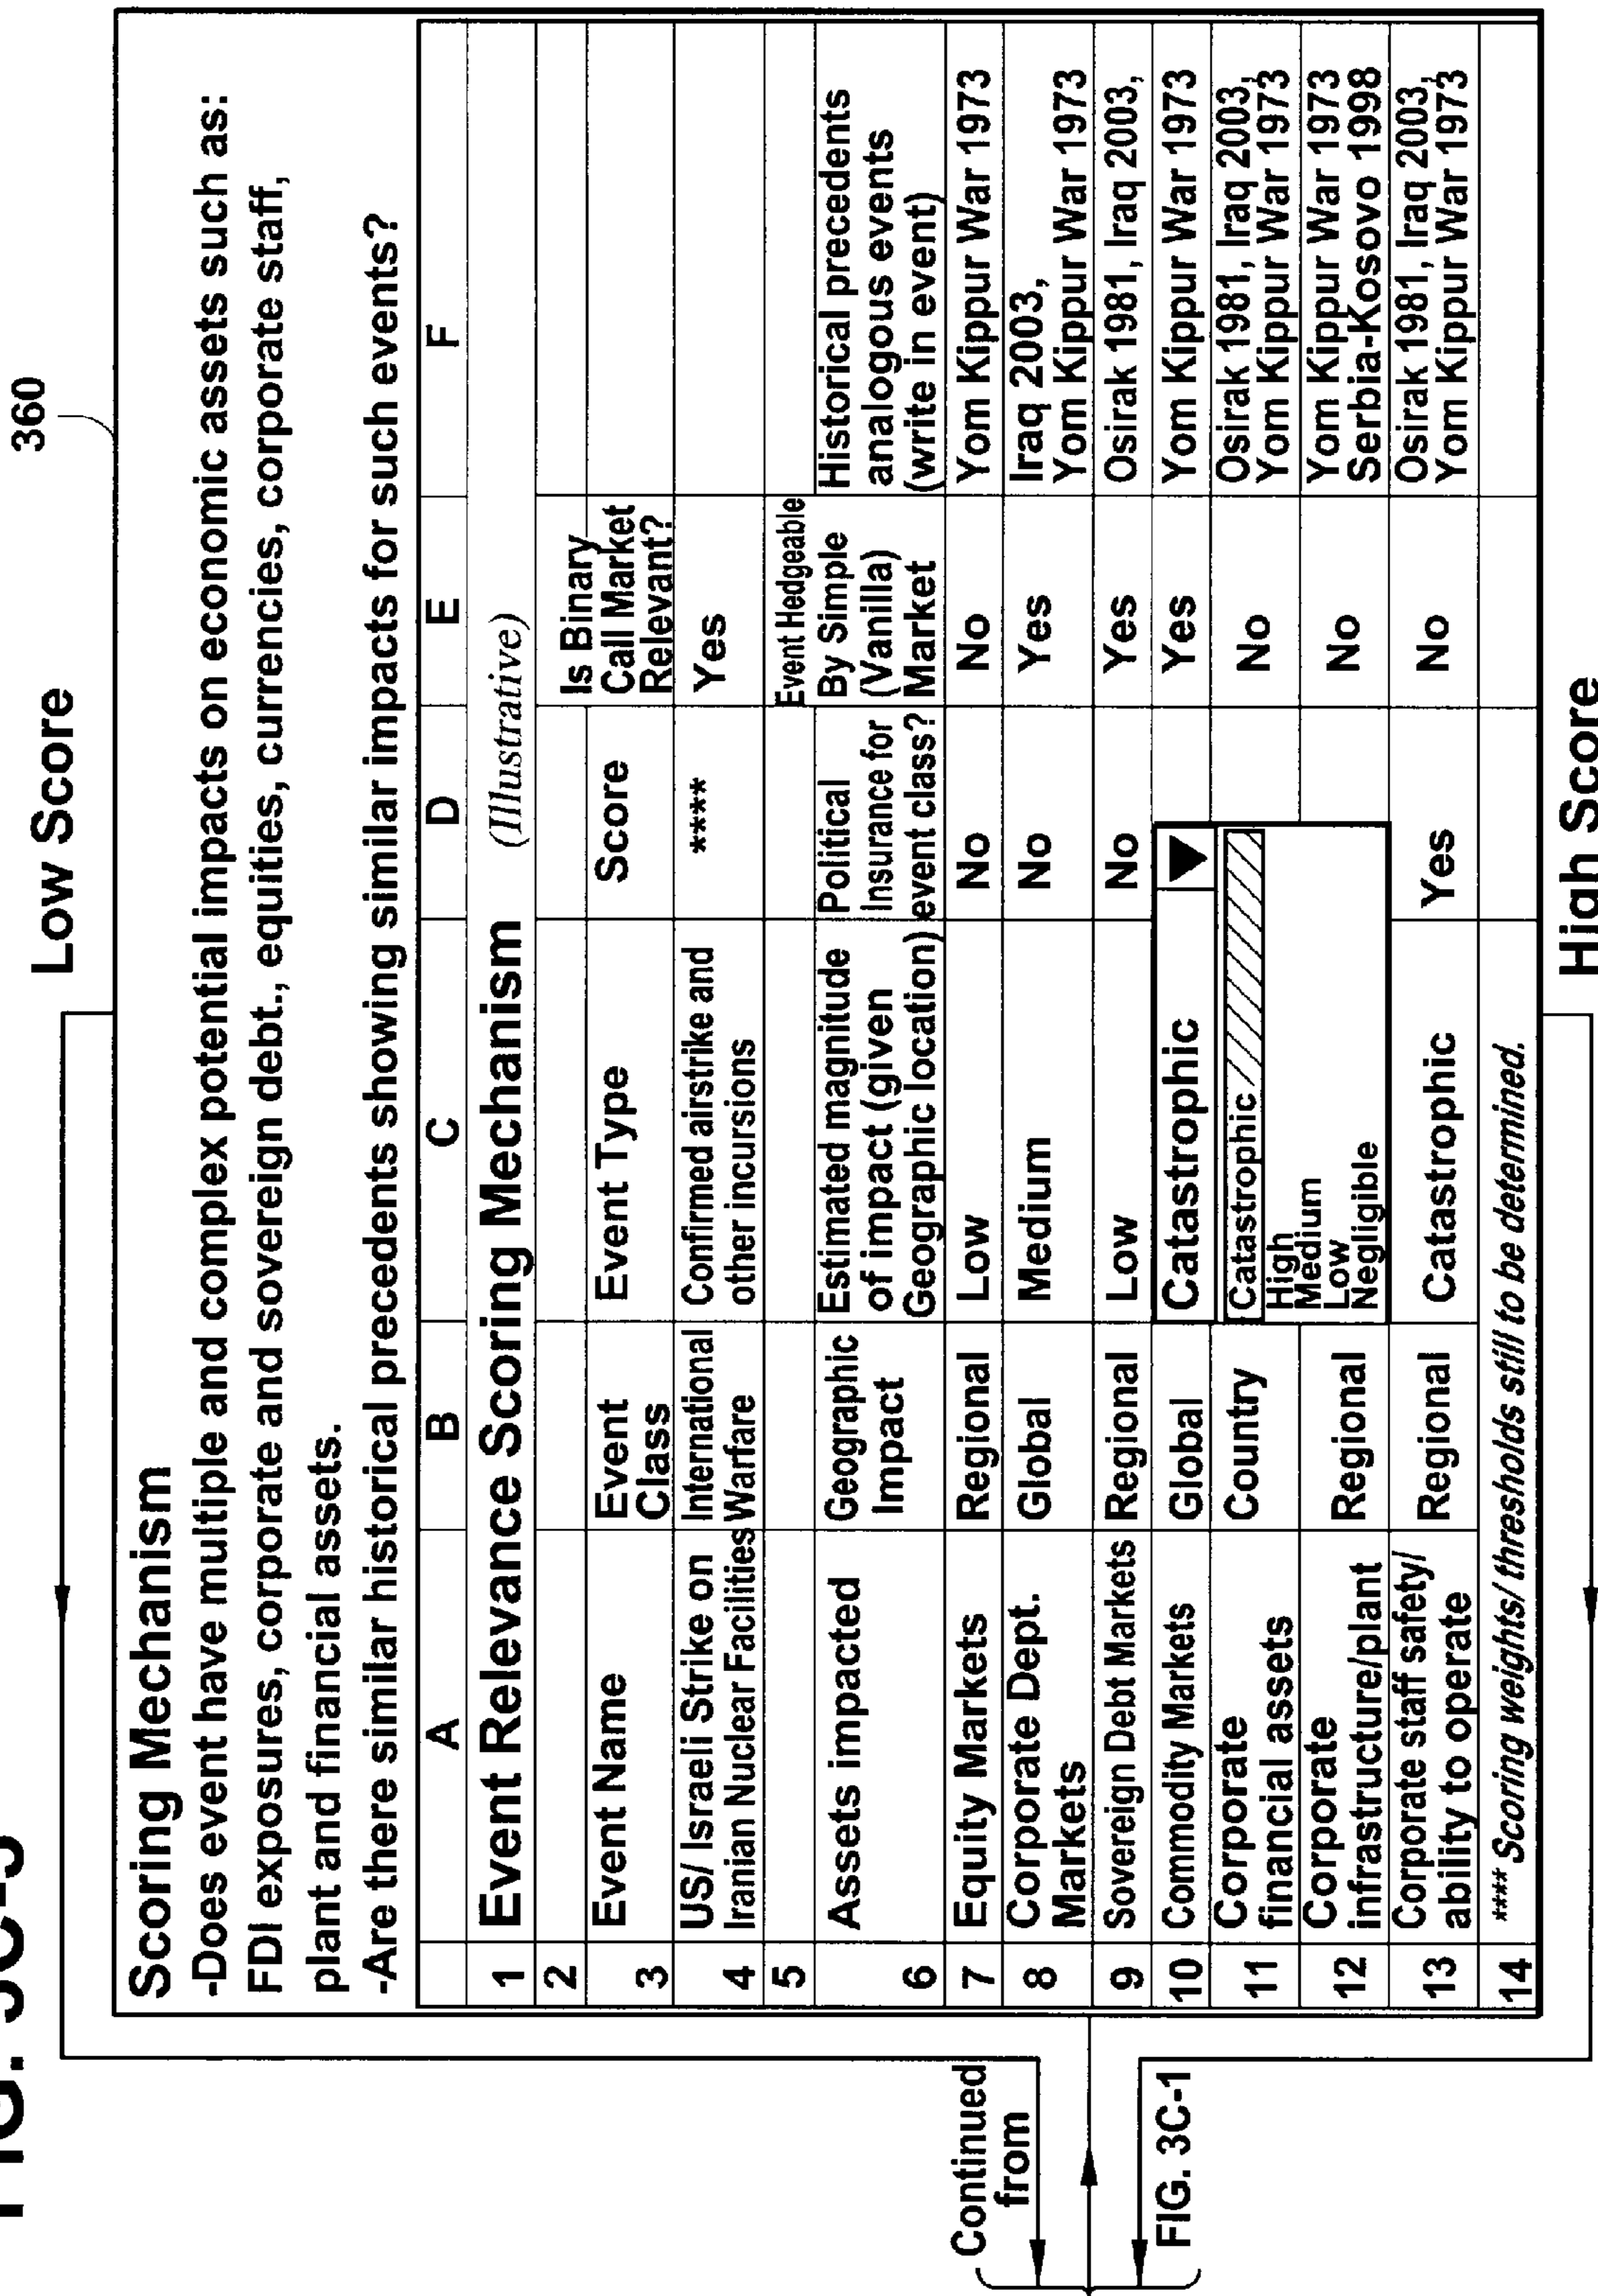 FIG. 3C-3
360
Low Score
Scoring Mechanism
-Does event have multiple and complex potential impacts on economic assets such as:
FDI exposures, corporate and sovereign debt., equities, currencies, corporate staff,
plant and financial assets.
-Are there similar historical precedents showing similar impacts for such events?
A B C D E F
1 Event Relevance Scoring Mechanism (Illustrative)
2
3 Event Name Event Class Event Type Score Is Binary Call Market Relevant?
4 US/ Israeli Strike on Iranian Nuclear Facilities International Warfare Confirmed airstrike and other incursions **** Yes
5
6 Assets impacted Geographic Impact Estimated magnitude of impact (given Geographic location) Political Insurance for event class? Event Hedgeable By Simple (Vanilla) Market Historical precedents analogous events (write in event)
7 Equity Markets Regional Low No No Yom Kippur War 1973
8 Corporate Dept. Markets Global Medium No Yes Iraq 2003, Yom Kippur War 1973
9 Sovereign Debt Markets Regional Low No Yes Osirak 1981, Iraq 2003,
10 Commodity Markets Global Catastrophic Yes Yom Kippur War 1973
11 Corporate financial assets Country No Osirak 1981, Iraq 2003, Yom Kippur War 1973
Catastrophic
High
Medium
Low
Negligible
12 Corporate infrastructure/plant Regional No Yom Kippur War 1973 Serbia-Kosovo 1998
13 Corporate staff safety/ ability to operate Regional Catastrophic Yes No Osirak 1981, Iraq 2003, Yom Kippur War 1973
14 **** Scoring weights/ thresholds still to be determined.
High Score
Continued
from
FIG. 3C-1